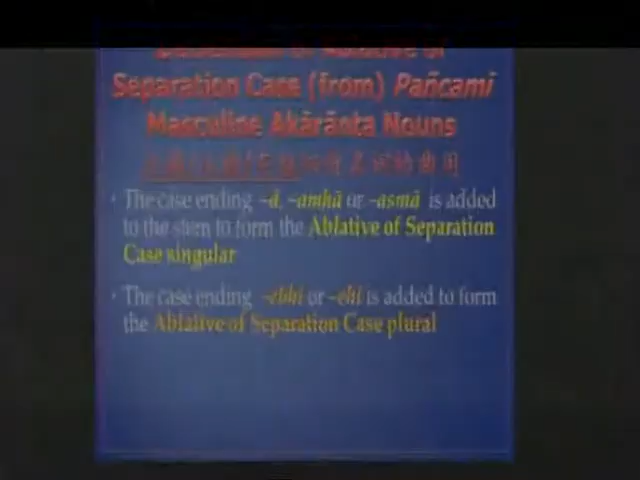 Ablative of
Separation Case (from) Pañcamī
Masculine Akārānta Nouns
• The case ending -ā, -amhā or -asmā is added
to the stem to form the Ablative of Separation
Case singular
• The case ending -ebhi or -ehi is added to form
the Ablative of Separation Case plural